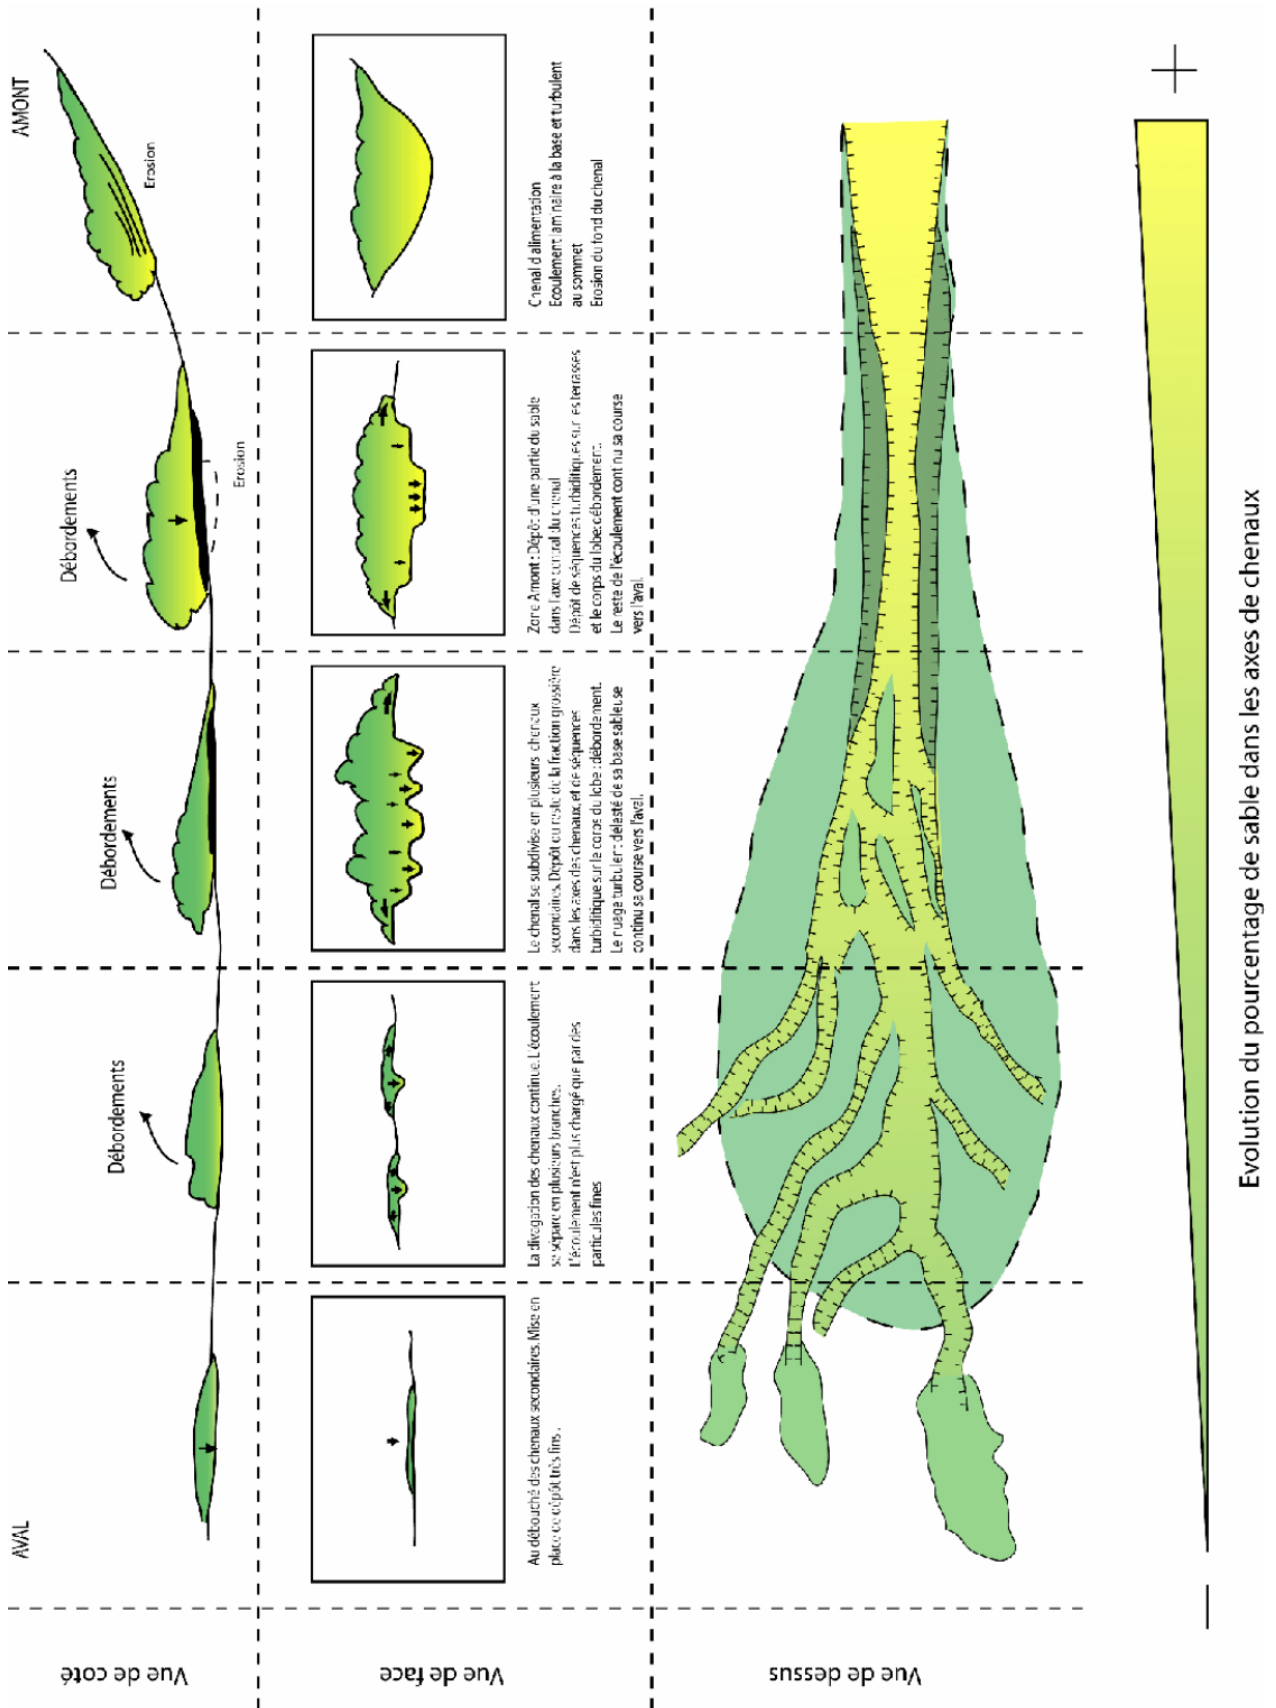 AVAL
AMONT
Débordements
Débordements
Débordements
Erosion
Erosion
Vue de coté
Vue de face
Au débouché des chenaux secondaires. Mise en
place de dépôt très fins.
La divagation des chenaux continue. L'écoulement
se sépare en plusieurs branches.
L'écoulement n'est plus chargé que par des
particules fines
Le chenal se subdivise en plusieurs chenaux
secondaires. Dépôt du reste de la fraction grossière
dans les axes des chenaux, et de séquences
turbiditique sur le corps du lobe : débordement.
Le nuage turbulent délesté de sa base sableuse
continu sa course vers l'aval.
Zone Amont : Dépôt d'une partie du sable
dans l'axe central du chenal
Dépôt de séquences turbiditiques sur les terrasses
et le corps du lobe: débordement.
Le reste de l'écoulement continu sa course
vers l'aval.
Chenal d'alimentation
Ecoulement laminaire à la base et turbulent
au sommet
Erosion du fond du chenal
Vue de dessus
Evolution du pourcentage de sable dans les axes de chenaux